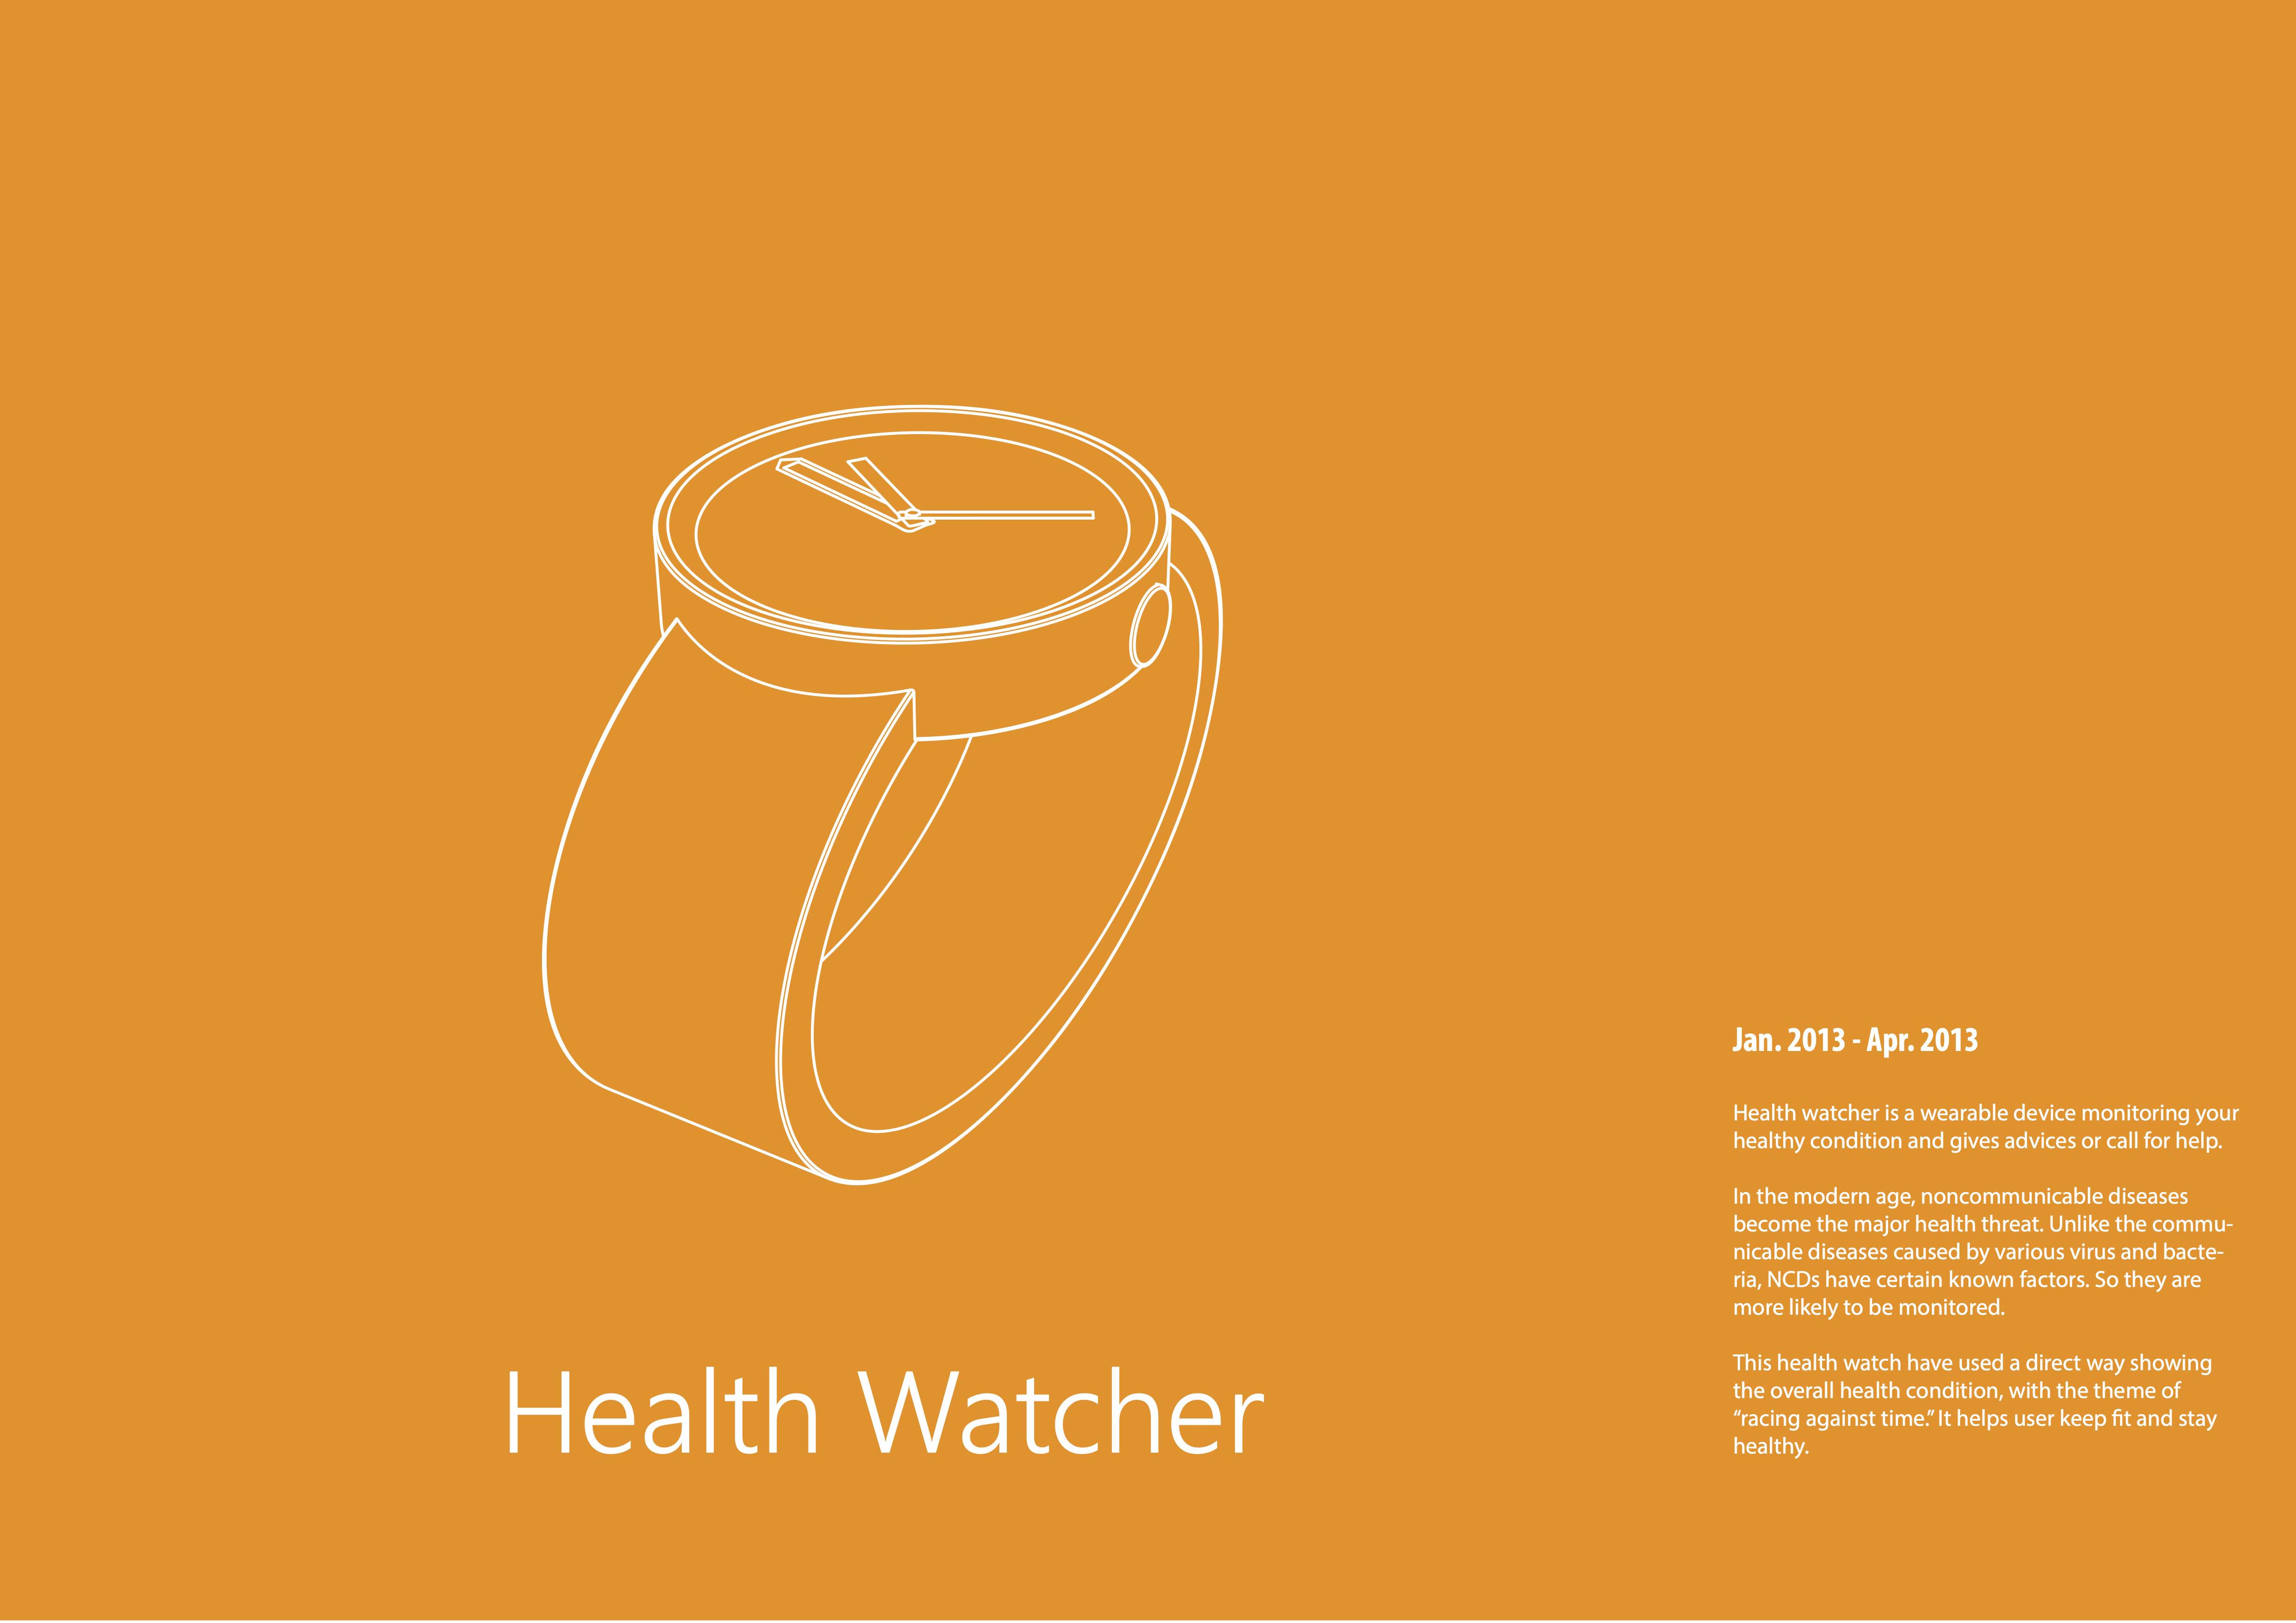 Health Watcher
Jan. 2013 - Apr. 2013
Health watcher is a wearable device monitoring your
healthy condition and gives advices or call for help.
In the modern age, noncommunicable diseases
become the major health threat. Unlike the commu-
nicable diseases caused by various virus and bacte-
ria, NCDs have certain known factors. So they are
more likely to be monitored.
This health watch have used a direct way showing
the overall health condition, with the theme of
“racing against time.” It helps user keep fit and stay
healthy.